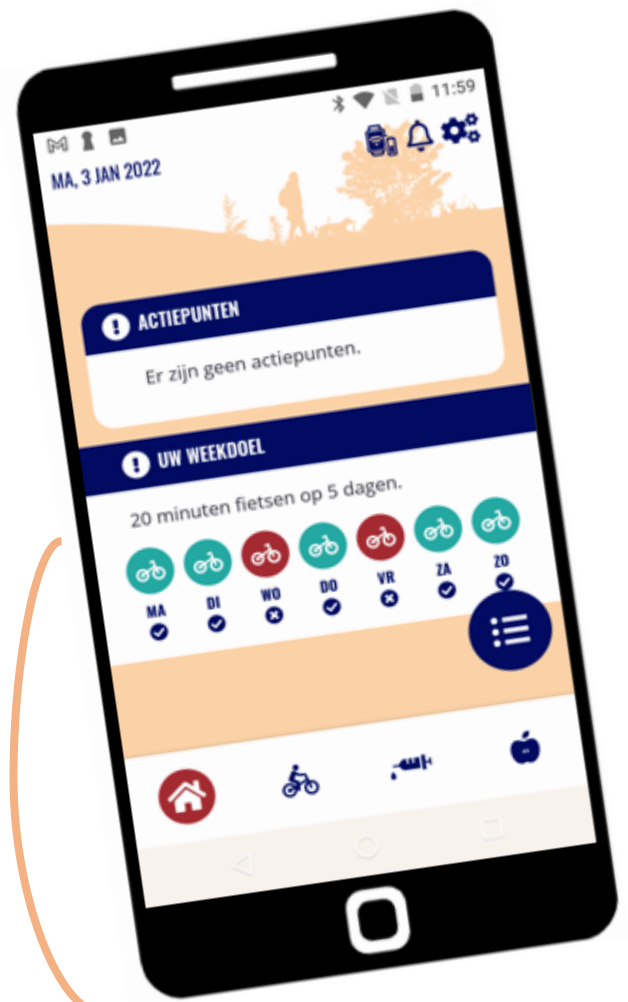 11:59
MA, 3 JAN 2022
ACTIEPUNTEN
Er zijn geen actiepunten.
UW WEEKDOEL
20 minuten fietsen op 5 dagen.
MA DI WO DO VR ZA ZO